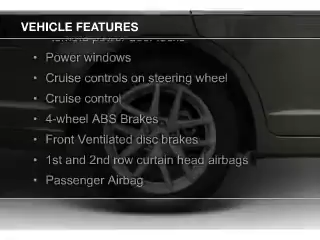 VEHICLE FEATURES
• Power windows
• Cruise controls on steering wheel
• Cruise control
• 4-wheel ABS Brakes
• Front Ventilated disc brakes
• 1st and 2nd row curtain head airbags
• Passenger Airbag